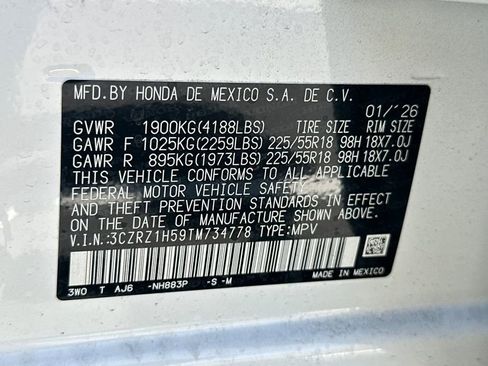 MFD.BY HONDA DE MEXICO S.A. DE C.V.
01/'26
GVWR 1900KG(4188LBS) TIRE SIZE RIM SIZE
GAWR F 1025KG(2259LBS) 225/55R18 98H 18X7.0J
GAWR R 895KG(1973LBS) 225/55R18 98H 18X7.0J
THIS VEHICLE CONFORMS TO ALL APPLICABLE
FEDERAL MOTOR VEHICLE SAFETY, BUMPER,
AND THEFT PREVENTION STANDARDS IN EFFECT
ON THE DATE OF MANUFACTURE SHOWN ABOVE.
V.I.N.:3CZRZ1H59TM734778 TYPE:MPV
3W0 T AJ6 -NH883P -S -M
MADE IN MEXICO